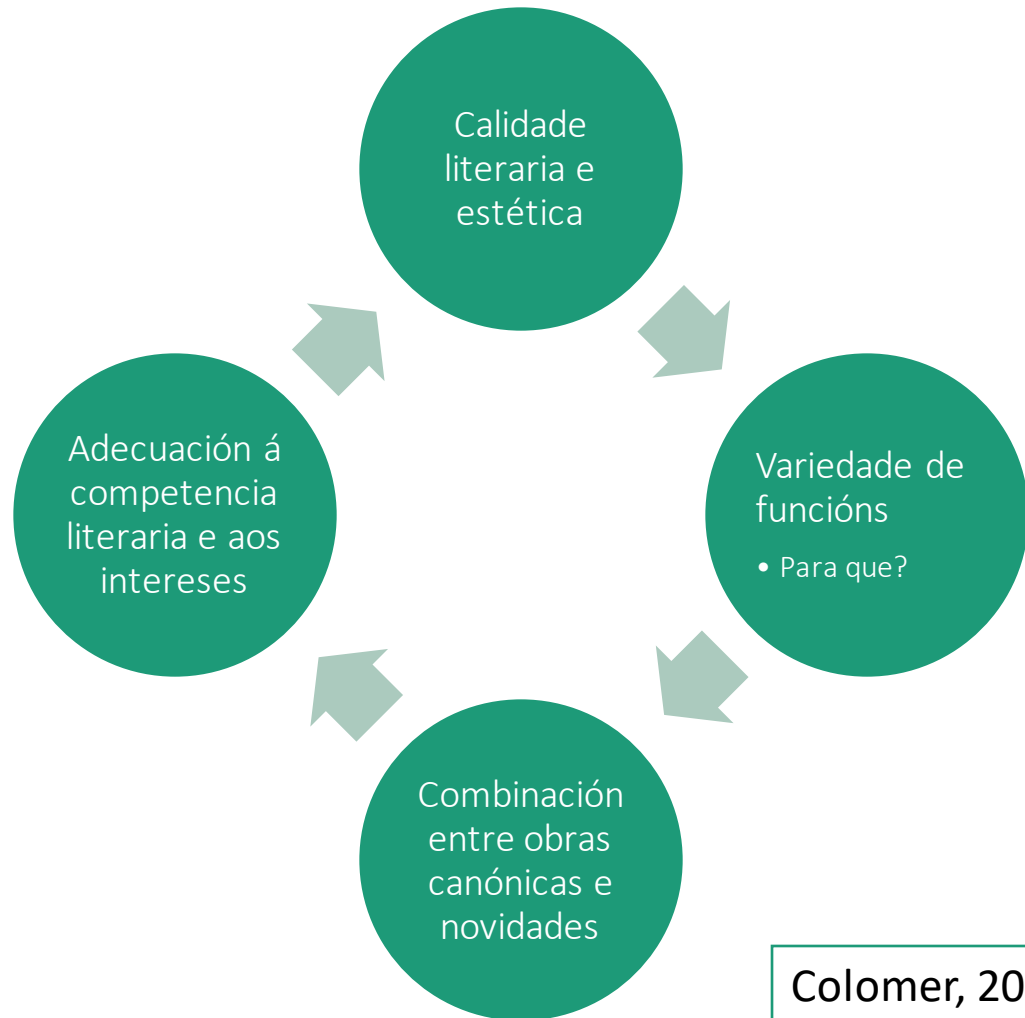 Calidade
literaria e
estética
Variedade de
funcións
• Para que?
Combinación
entre obras
canónicas e
novidades
Adecuación á
competencia
literaria e aos
intereses
Colomer, 20